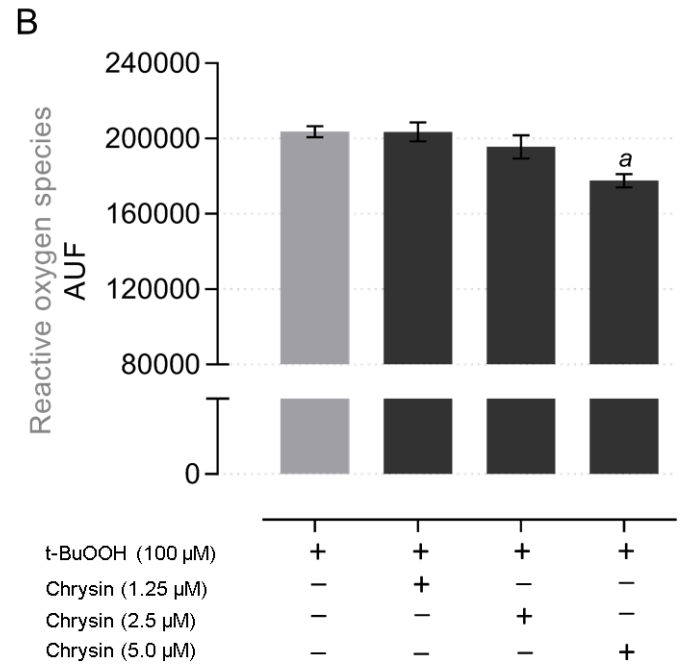 B
Reactive oxygen species
AUF
240000
200000
160000
120000
80000
0
a
t-BuOOH (100 µM) + + + +
Chrysin (1.25 µM) – + – –
Chrysin (2.5 µM) – – + –
Chrysin (5.0 µM) – – – +